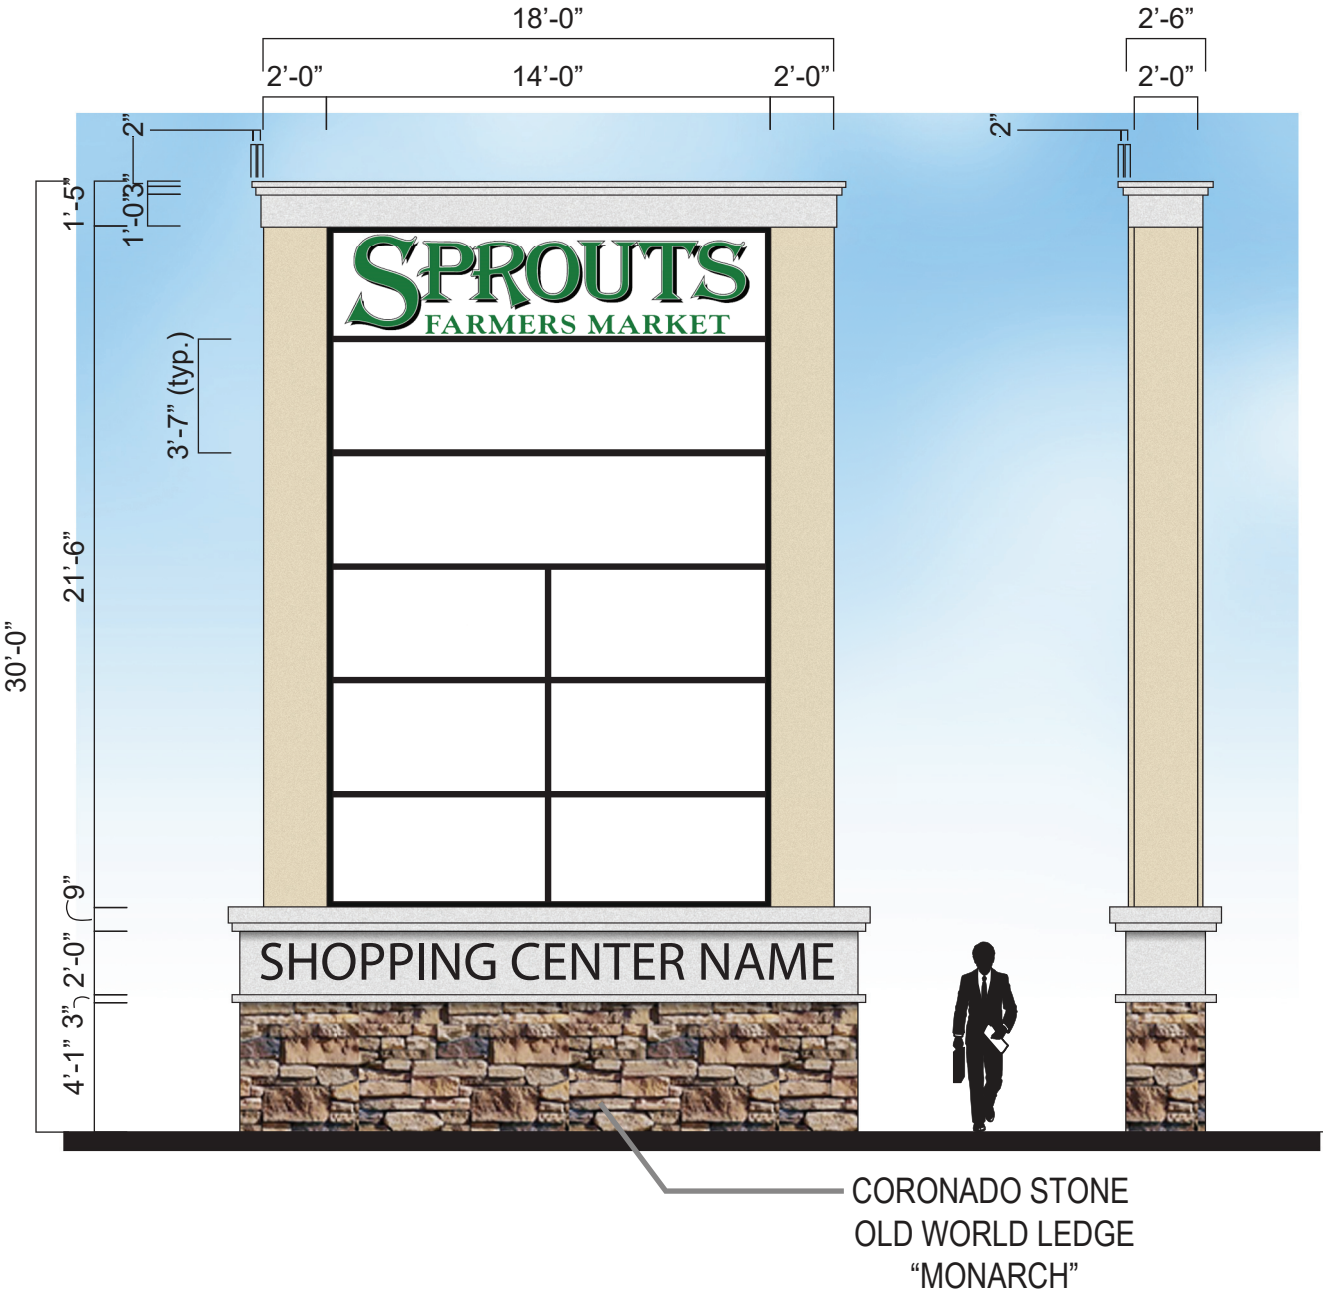 18’-0”
2’-6”
2’-0”
14’-0”
2’-0”
2’-0”
2”
2”
1’-5”
3”
1’-0”
SPROUTS
FARMERS MARKET
3’-7” (typ.)
21’-6”
30’-0”
9”
2’-0”
SHOPPING CENTER NAME
3”
4’-1”
CORONADO STONE
OLD WORLD LEDGE
“MONARCH”